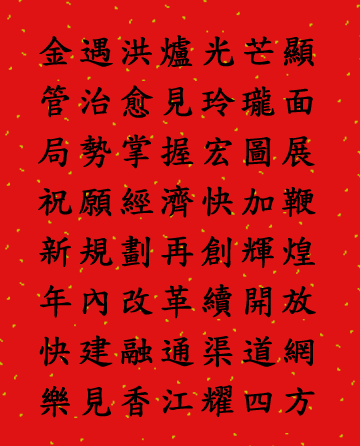 金遇洪爐光芒顯
管治愈見玲瓏面
局勢掌握宏圖展
祝願經濟快加鞭
新規劃再創輝煌
年內改革續開放
快建融通渠道網
樂見香江耀四方